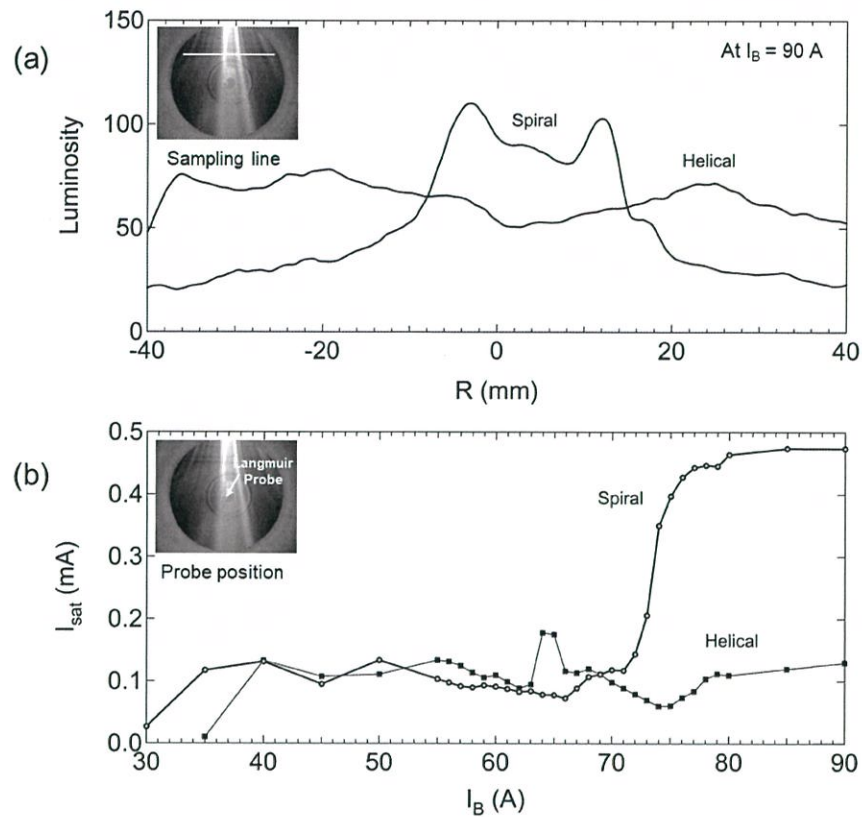 (a)
150
100
50
0
Luminosity
At I_B = 90 A
Sampling line
Spiral
Helical
-40
-20
0
20
40
R (mm)
(b)
0.5
0.4
0.3
0.2
0.1
0.0
I_sat (mA)
Langmuir
Probe
Probe position
Spiral
Helical
30
40
50
60
70
80
90
I_B (A)